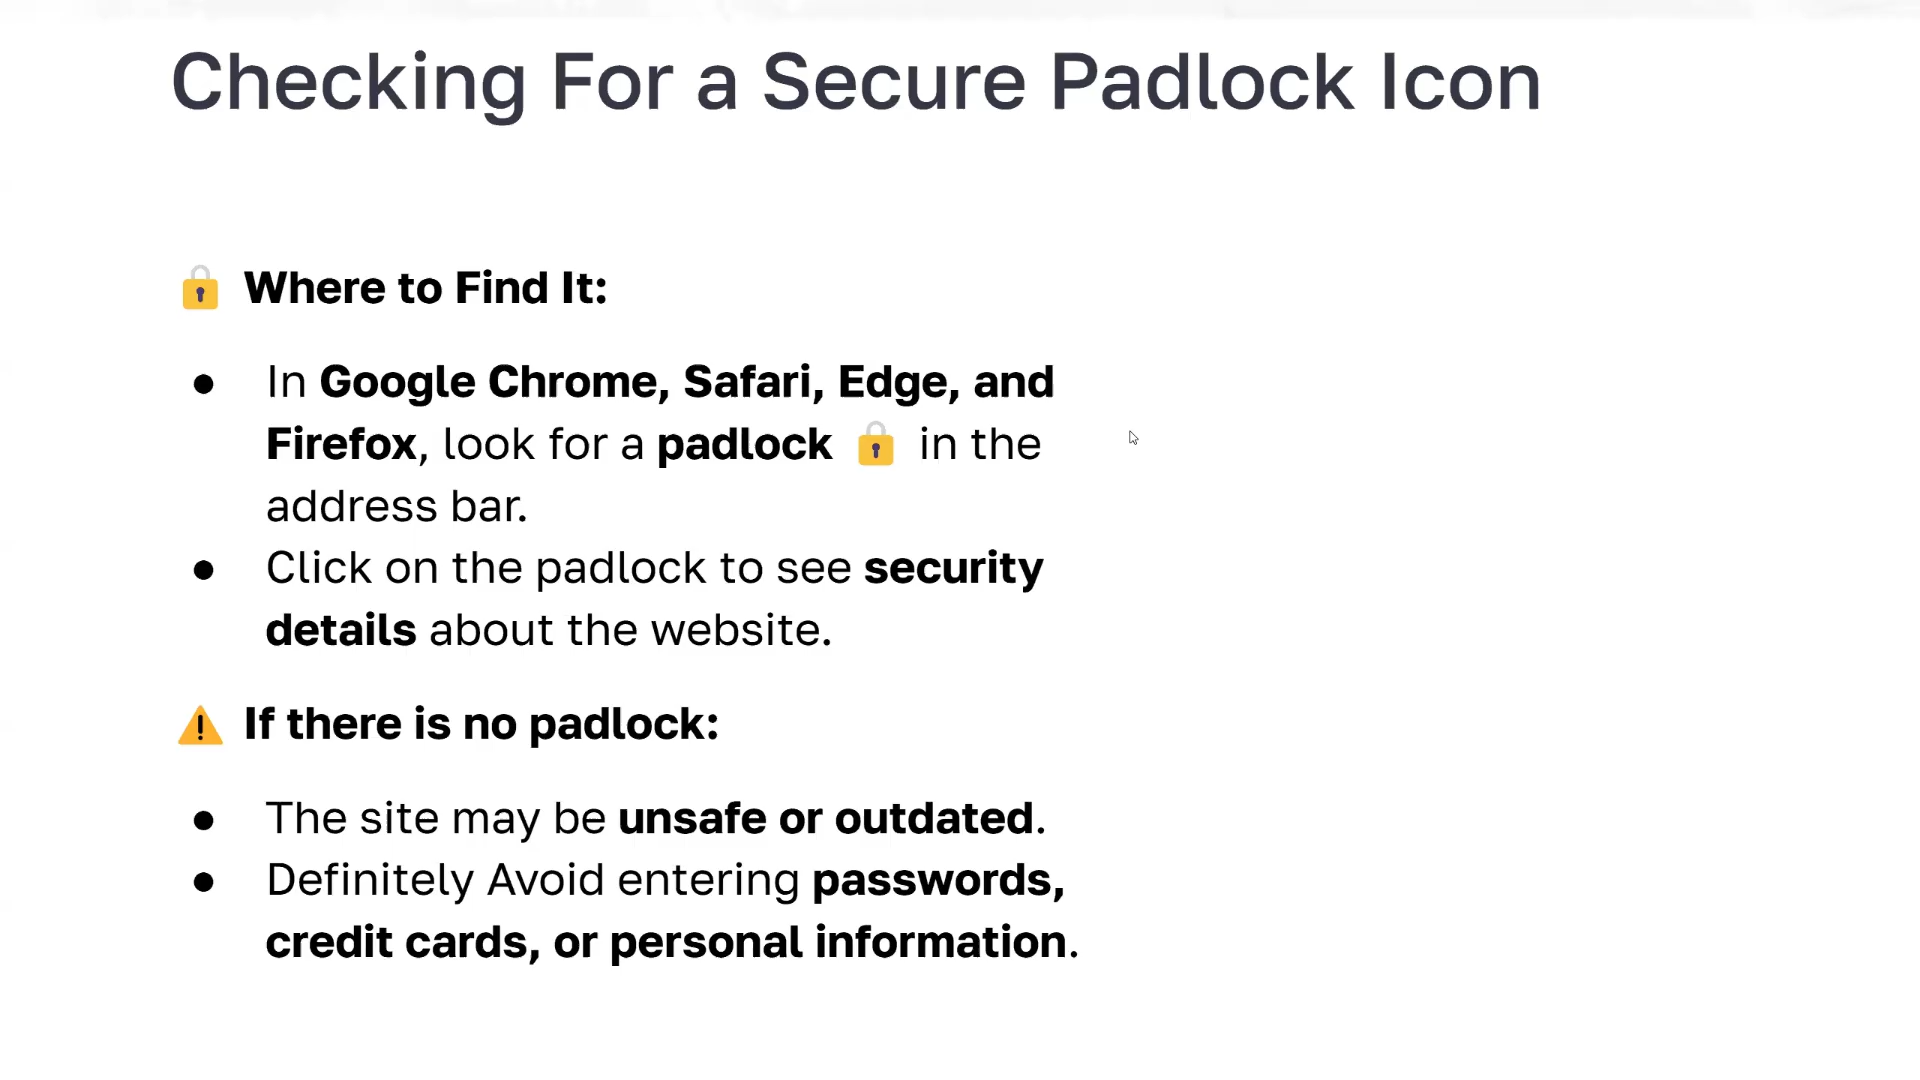 Checking For a Secure Padlock Icon
🔒 Where to Find It:
● In Google Chrome, Safari, Edge, and
Firefox, look for a padlock 🔒 in the
address bar.
● Click on the padlock to see security
details about the website.
⚠️ If there is no padlock:
● The site may be unsafe or outdated.
● Definitely Avoid entering passwords,
credit cards, or personal information.